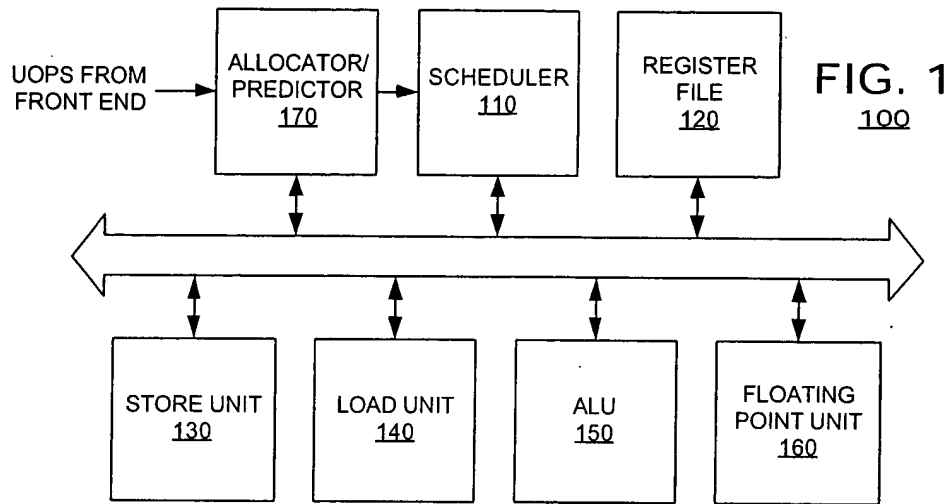 UOPS FROM
FRONT END
ALLOCATOR/
PREDICTOR
170
SCHEDULER
110
REGISTER
FILE
120
FIG. 1
100
STORE UNIT
130
LOAD UNIT
140
ALU
150
FLOATING
POINT UNIT
160